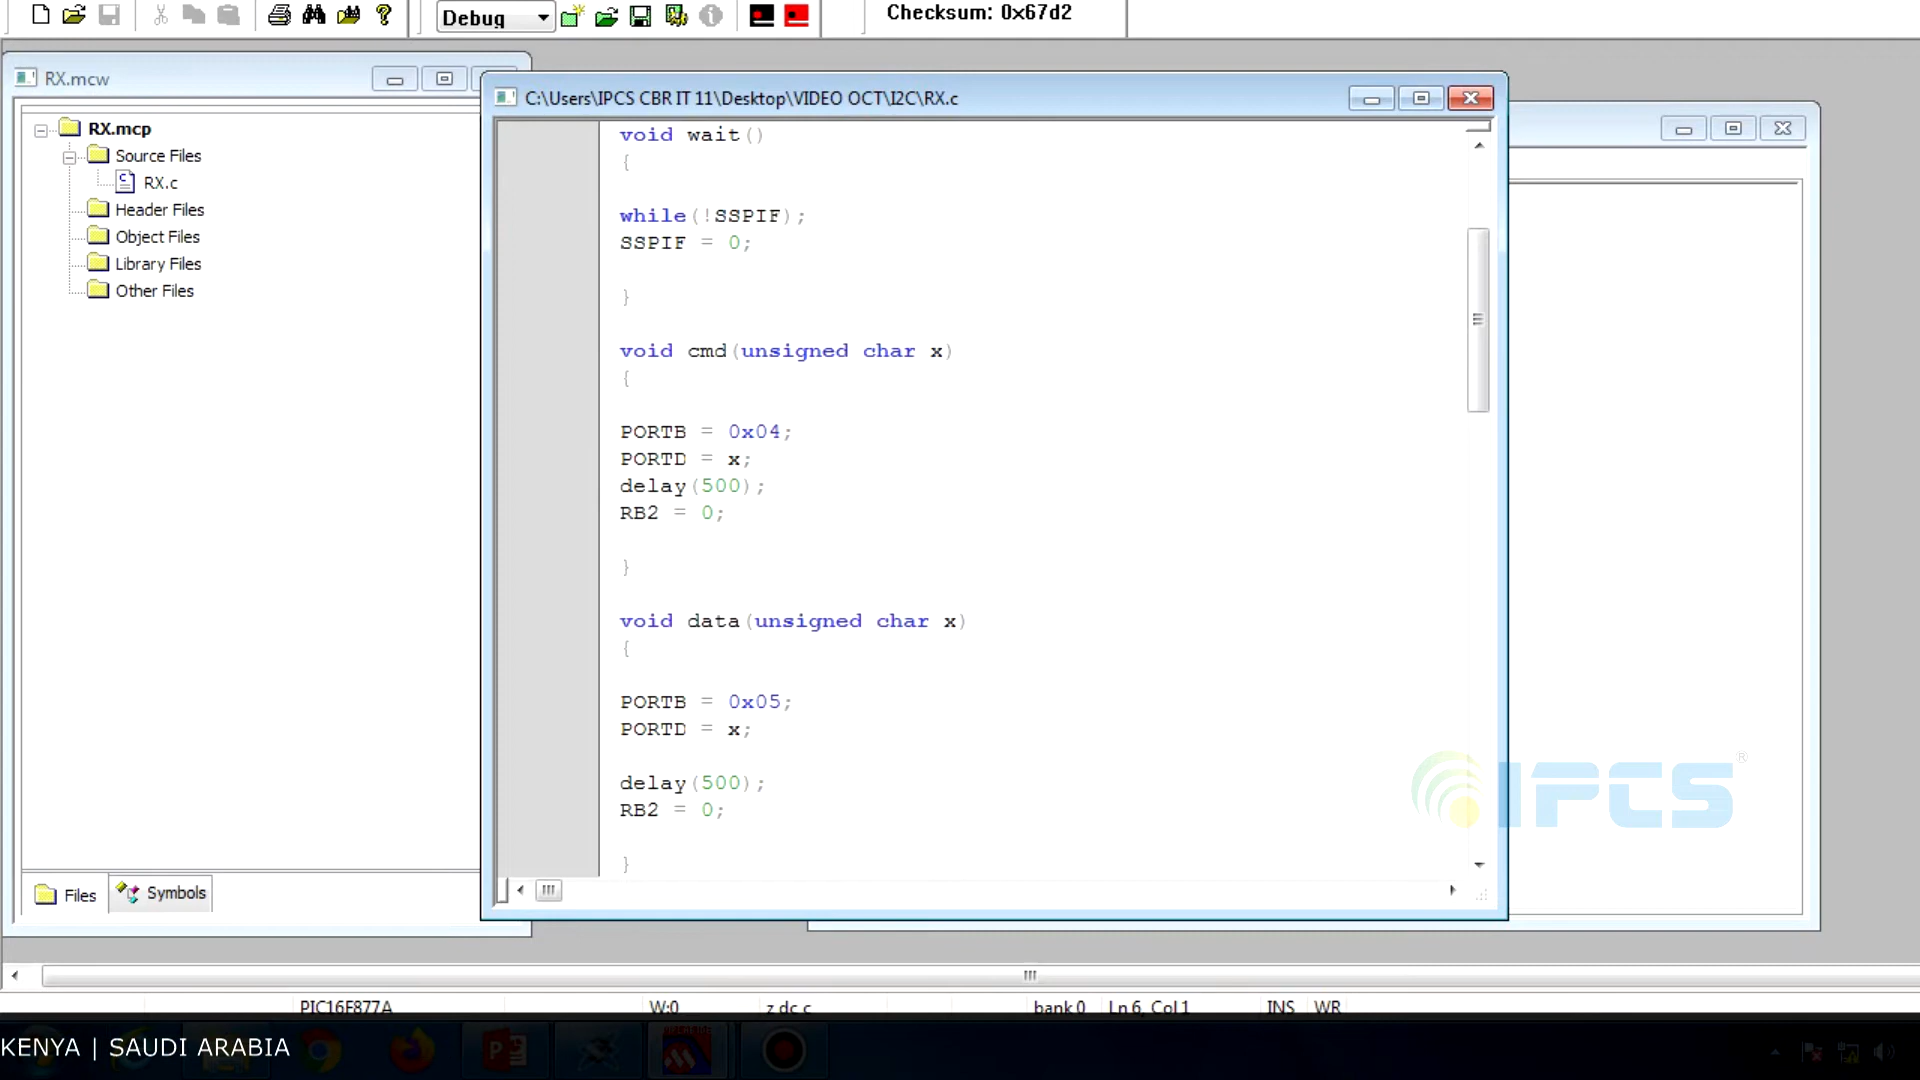 Debug
Checksum: 0x67d2
RX.mcw
RX.mcp
Source Files
RX.c
Header Files
Object Files
Library Files
Other Files
Files
Symbols
C:\Users\IPCS CBR IT 11\Desktop\VIDEO OCT\I2C\RX.c
void wait()
{
while(!SSPIF);
SSPIF = 0;
}
void cmd(unsigned char x)
{
PORTB = 0x04;
PORTD = x;
delay(500);
RB2 = 0;
}
void data(unsigned char x)
{
PORTB = 0x05;
PORTD = x;
delay(500);
RB2 = 0;
}
IPCS®
PIC16F877A
W:0
z dc c
bank 0
Ln 6, Col 1
INS
WR
KENYA | SAUDI ARABIA